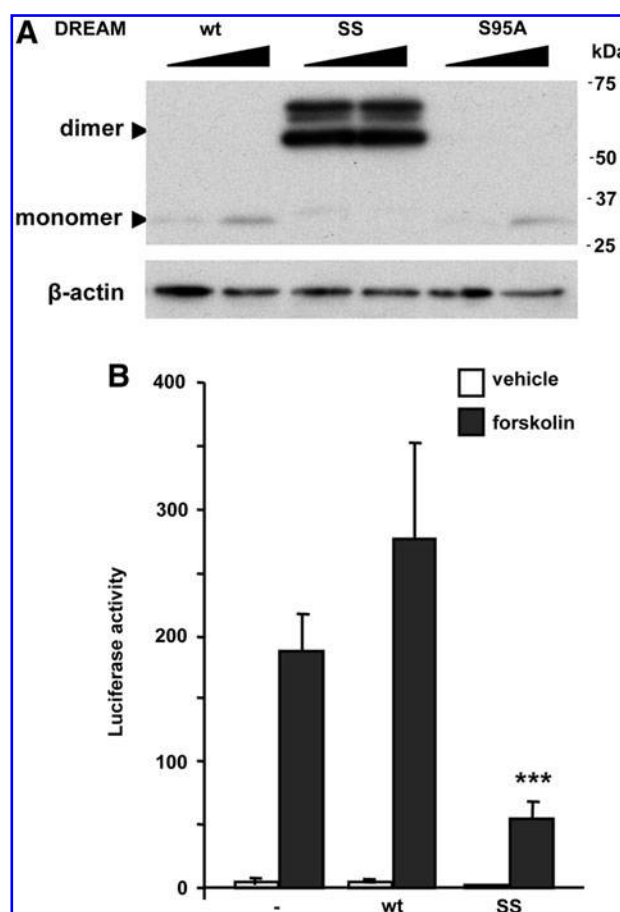 A DREAM wt SS S95A
kDa
-75
dimer
-50
-37
monomer
-25
β-actin
B
400
vehicle
forskolin
300
200
100
0
Luciferase activity
***
- wt SS